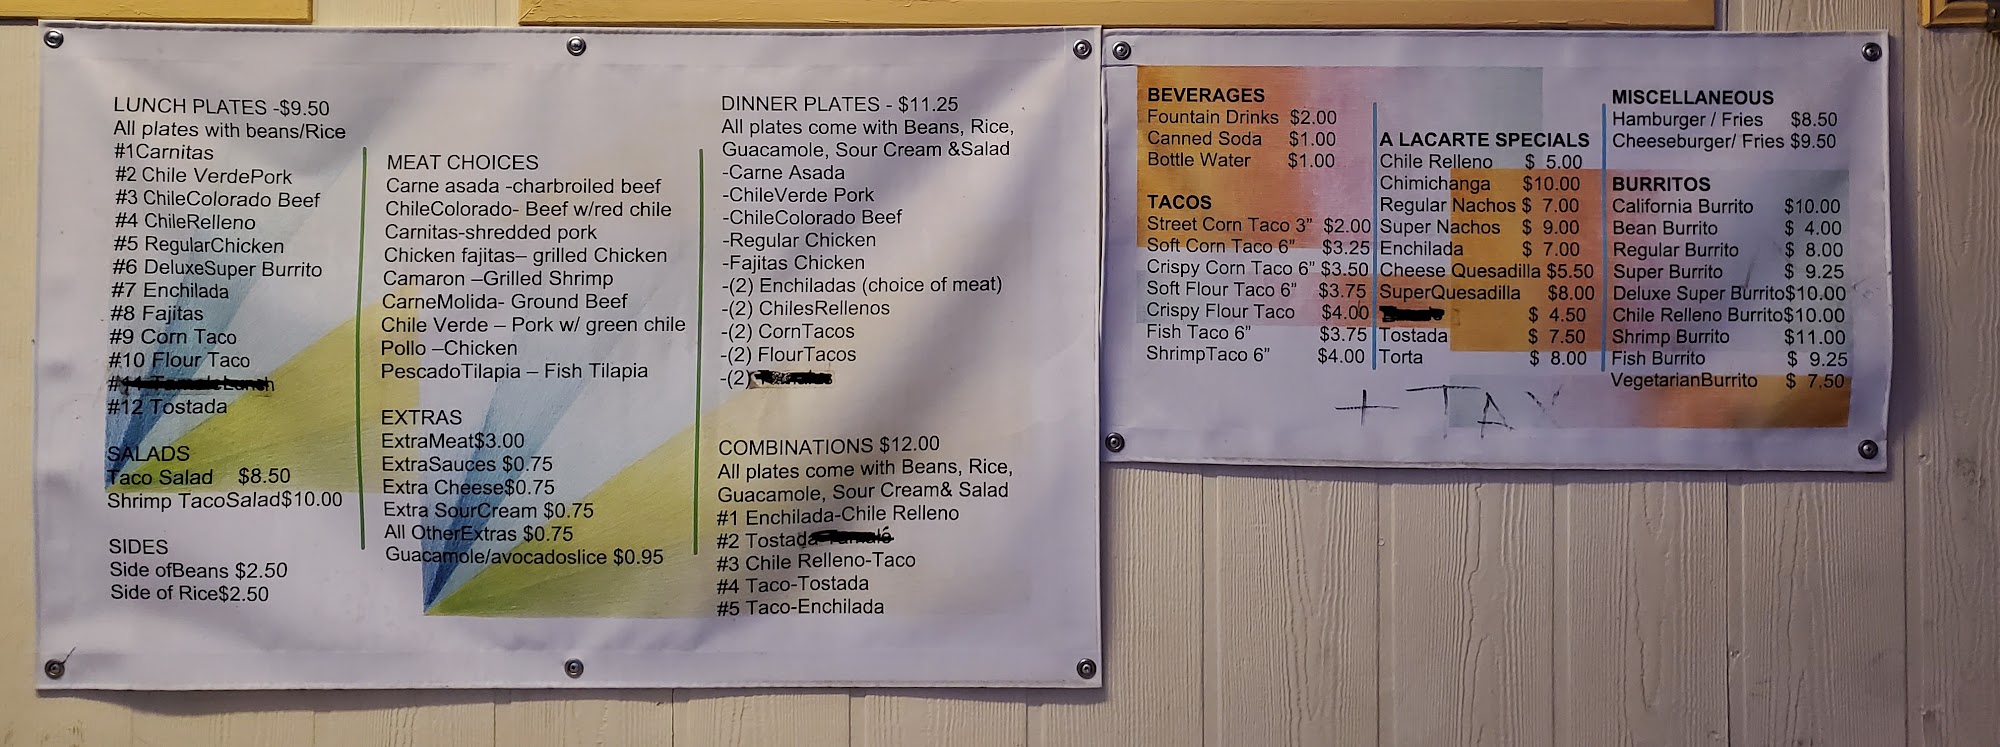 LUNCH PLATES -$9.50
All plates with beans/Rice
#1Carnitas
#2 Chile VerdePork
#3 ChileColorado Beef
#4 ChileRelleno
#5 RegularChicken
#6 DeluxeSuper Burrito
#7 Enchilada
#8 Fajitas
#9 Corn Taco
#10 Flour Taco
#11 TamaleLunch
#12 Tostada
SALADS
Taco Salad $8.50
Shrimp TacoSalad$10.00
SIDES
Side ofBeans $2.50
Side of Rice$2.50
MEAT CHOICES
Carne asada -charbroiled beef
ChileColorado- Beef w/red chile
Carnitas-shredded pork
Chicken fajitas– grilled Chicken
Camaron –Grilled Shrimp
CarneMolida- Ground Beef
Chile Verde – Pork w/ green chile
Pollo –Chicken
PescadoTilapia – Fish Tilapia
EXTRAS
ExtraMeat$3.00
ExtraSauces $0.75
Extra Cheese$0.75
Extra SourCream $0.75
All OtherExtras $0.75
Guacamole/avocadoslice $0.95
DINNER PLATES - $11.25
All plates come with Beans, Rice,
Guacamole, Sour Cream &Salad
-Carne Asada
-ChileVerde Pork
-ChileColorado Beef
-Regular Chicken
-Fajitas Chicken
-(2) Enchiladas (choice of meat)
-(2) ChilesRellenos
-(2) CornTacos
-(2) FlourTacos
-(2)
COMBINATIONS $12.00
All plates come with Beans, Rice,
Guacamole, Sour Cream& Salad
#1 Enchilada-Chile Relleno
#2 Tostada-Tamale
#3 Chile Relleno-Taco
#4 Taco-Tostada
#5 Taco-Enchilada
BEVERAGES
Fountain Drinks $2.00
Canned Soda $1.00
Bottle Water $1.00
TACOS
Street Corn Taco 3" $2.00
Soft Corn Taco 6" $3.25
Crispy Corn Taco 6" $3.50
Soft Flour Taco 6" $3.75
Crispy Flour Taco $4.00
Fish Taco 6" $3.75
ShrimpTaco 6" $4.00
A LACARTE SPECIALS
Chile Relleno $ 5.00
Chimichanga $10.00
Regular Nachos $ 7.00
Super Nachos $ 9.00
Enchilada $ 7.00
Cheese Quesadilla $5.50
SuperQuesadilla $8.00
$ 4.50
Tostada $ 7.50
Torta $ 8.00
MISCELLANEOUS
Hamburger / Fries $8.50
Cheeseburger/ Fries $9.50
BURRITOS
California Burrito $10.00
Bean Burrito $ 4.00
Regular Burrito $ 8.00
Super Burrito $ 9.25
Deluxe Super Burrito$10.00
Chile Relleno Burrito$10.00
Shrimp Burrito $11.00
Fish Burrito $ 9.25
VegetarianBurrito $ 7.50
+ TAX